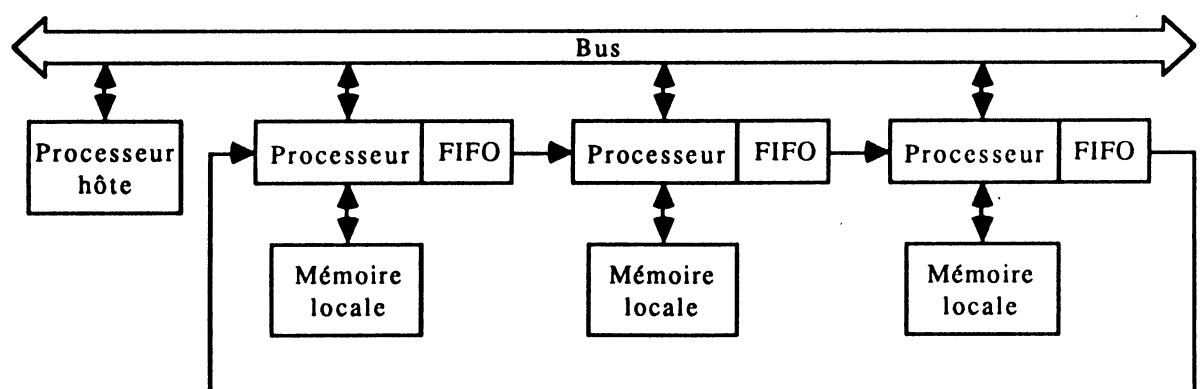 Bus
Processeur
hôte
Processeur
FIFO
Processeur
FIFO
Processeur
FIFO
Mémoire
locale
Mémoire
locale
Mémoire
locale